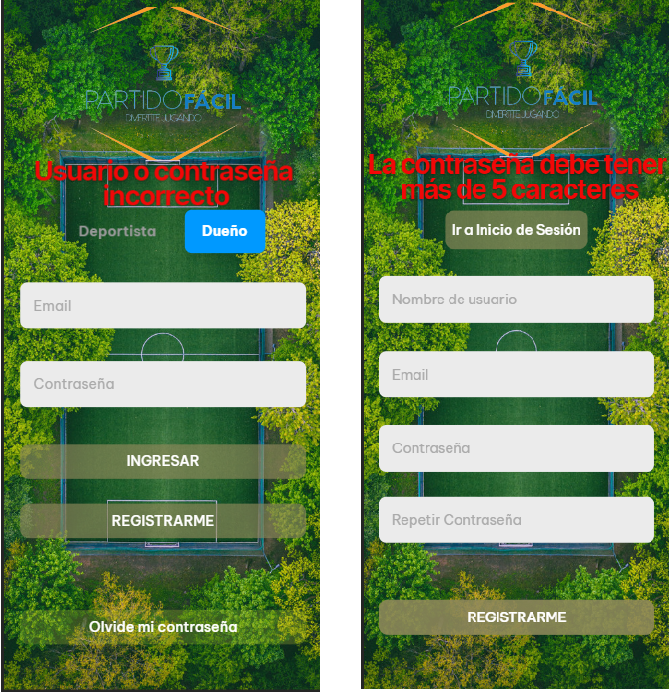 PARTIDOFÁCIL
DIVERTITE JUGANDO
Usuario o contraseña
incorrecto
Deportista
Dueño
Email
Contraseña
INGRESAR
REGISTRARME
Olvide mi contraseña
PARTIDOFÁCIL
DIVERTITE JUGANDO
La contraseña debe tener
más de 5 caracteres
Ir a Inicio de Sesión
Nombre de usuario
Email
Contraseña
Repetir Contraseña
REGISTRARME